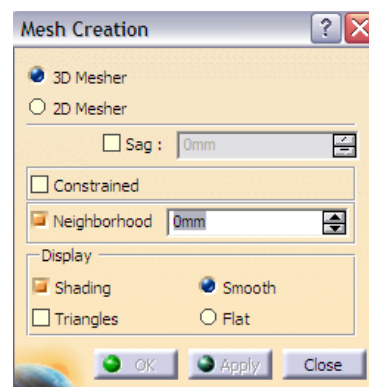 Mesh Creation ?
3D Mesher
2D Mesher
Sag : 0mm
Constrained
Neighborhood 0mm
Display
Shading Smooth
Triangles Flat
OK Apply Close